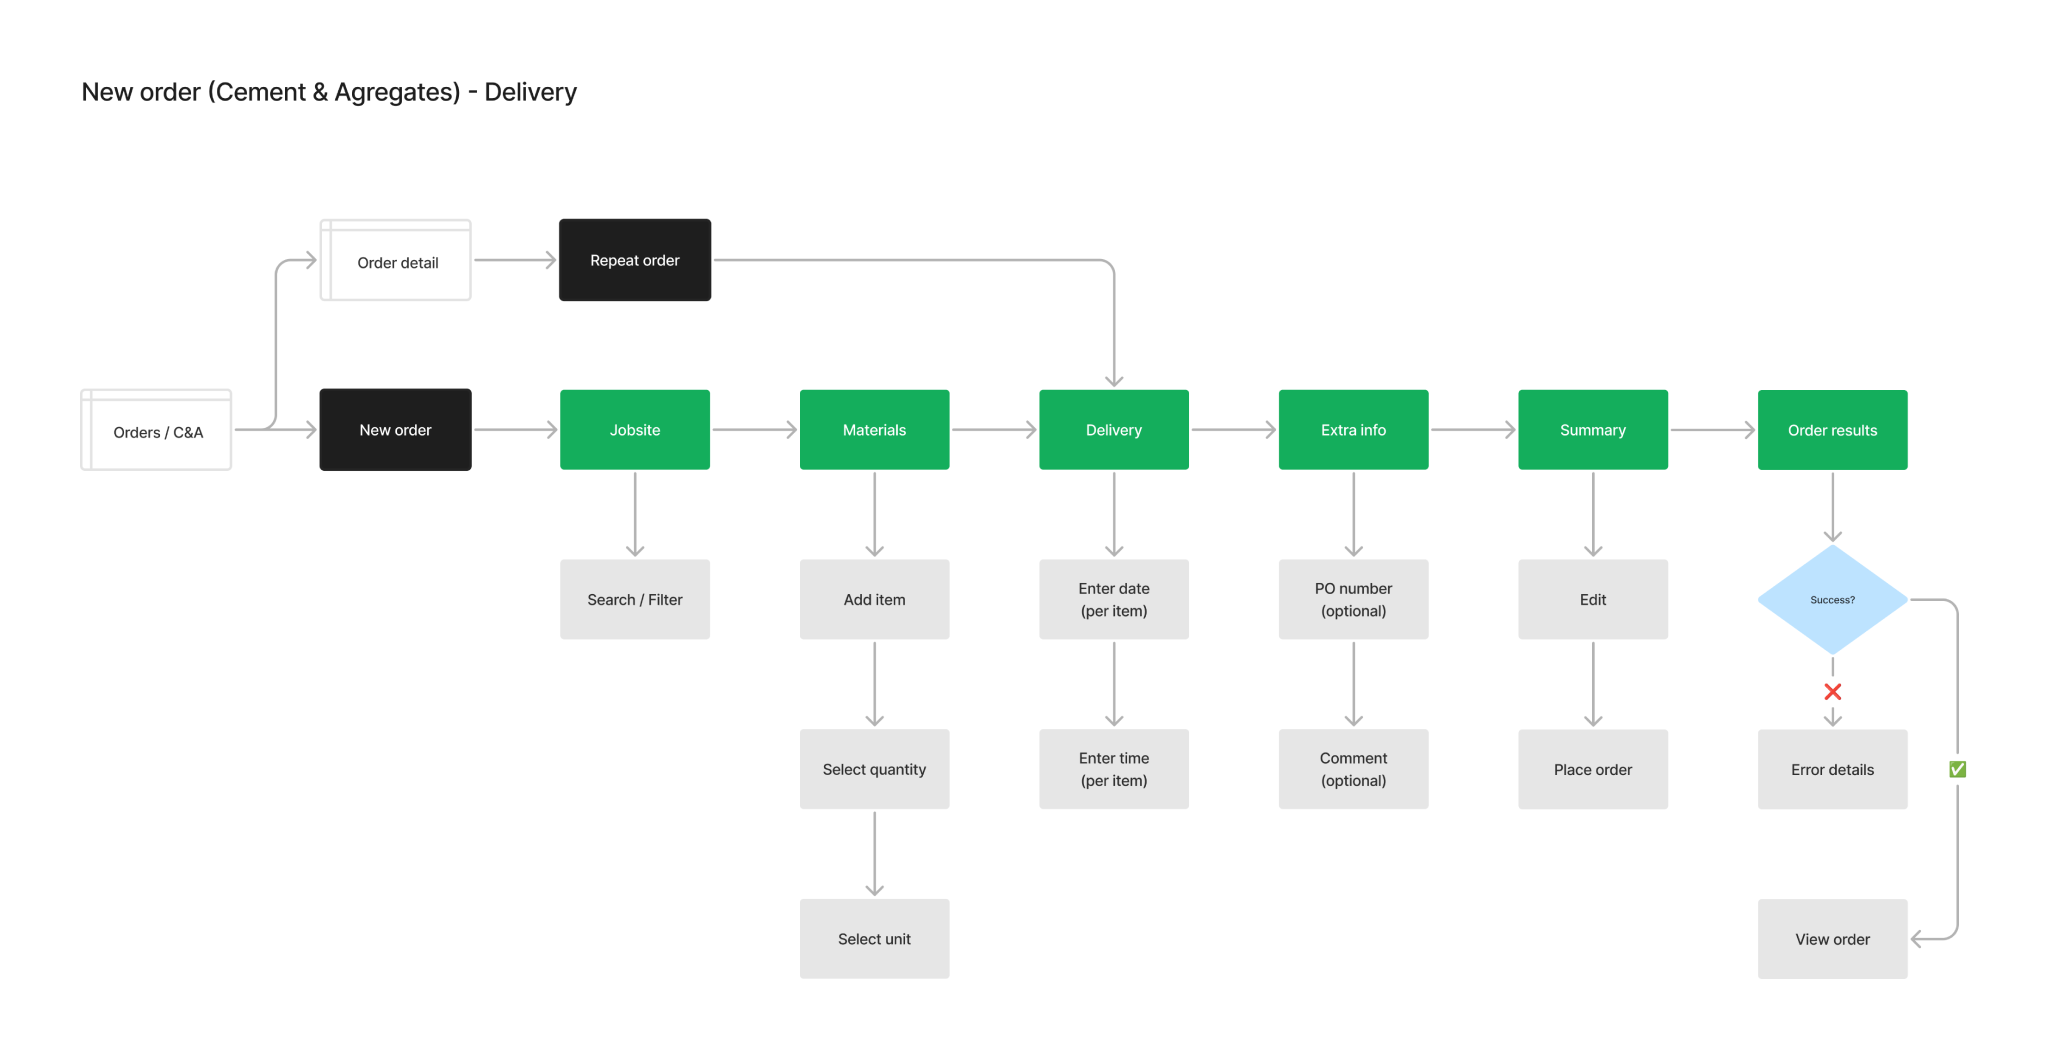 New order (Cement & Agregates) - Delivery
Order detail
Repeat order
Orders / C&A
New order
Jobsite
Materials
Delivery
Extra info
Summary
Order results
Search / Filter
Add item
Enter date
(per item)
PO number
(optional)
Edit
Success?
Select quantity
Enter time
(per item)
Comment
(optional)
Place order
Error details
Select unit
View order